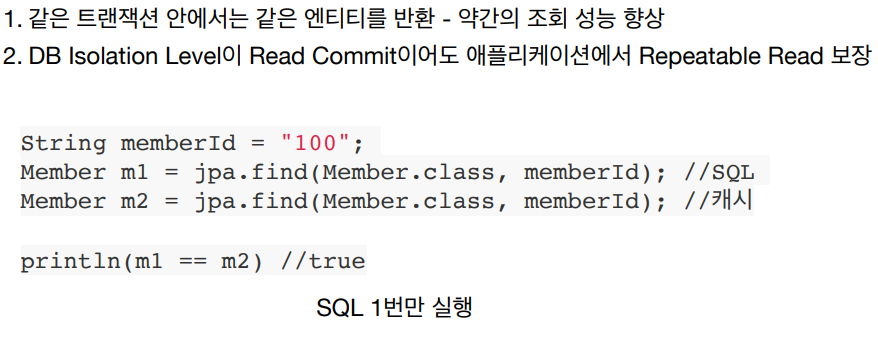 1. 같은 트랜잭션 안에서는 같은 엔티티를 반환 - 약간의 조회 성능 향상
2. DB Isolation Level이 Read Commit이어도 애플리케이션에서 Repeatable Read 보장
String memberId = "100";
Member m1 = jpa.find(Member.class, memberId); //SQL
Member m2 = jpa.find(Member.class, memberId); //캐시
println(m1 == m2) //true
SQL 1번만 실행